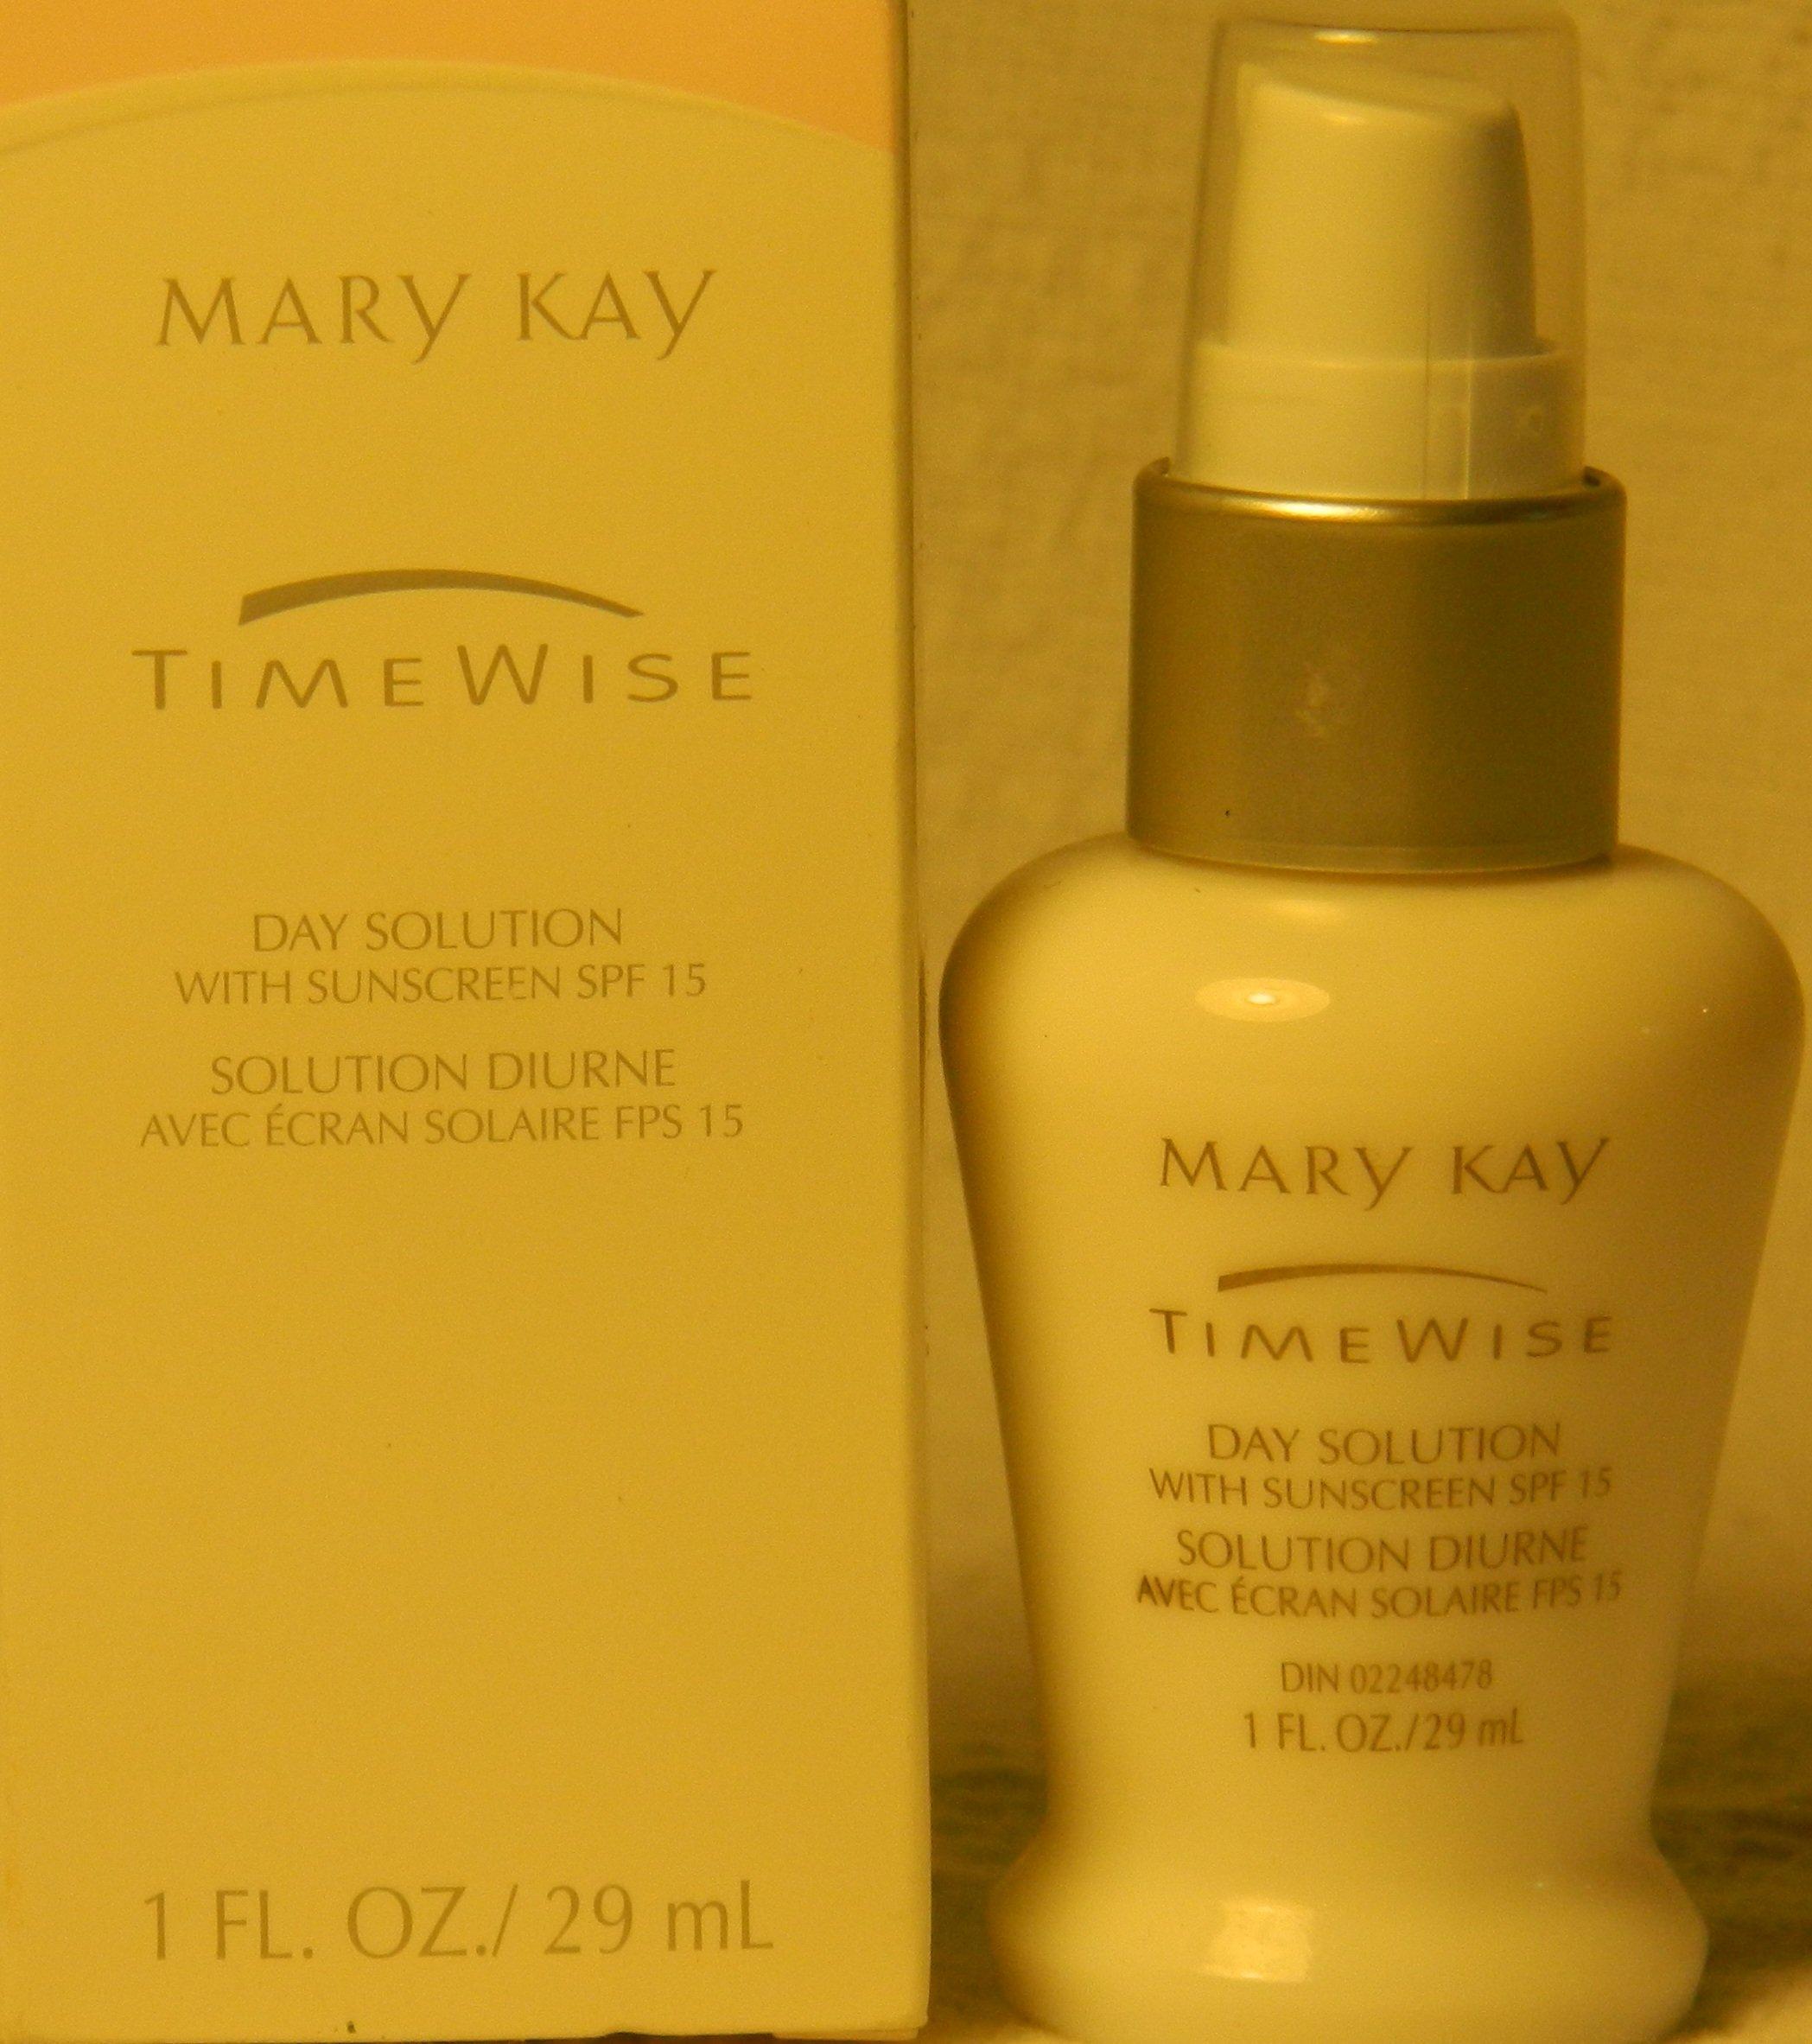 MARY KAY
TIMEWISE
DAY SOLUTION
WITH SUNSCREEN SPF 15
SOLUTION DIURNE
AVEC ÉCRAN SOLAIRE FPS 15
1 FL. OZ./ 29 mL
MARY KAY
TIMEWISE
DAY SOLUTION
WITH SUNSCREEN SPF 15
SOLUTION DIURNE
AVEC ÉCRAN SOLAIRE FPS 15
DIN 02248478
1 FL. OZ./29 mL